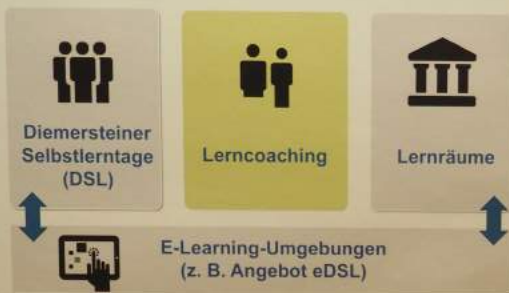 Diemersteiner
Selbstlerntage
(DSL)
Lerncoaching
Lernräume
E-Learning-Umgebungen
(z. B. Angebot eDSL)